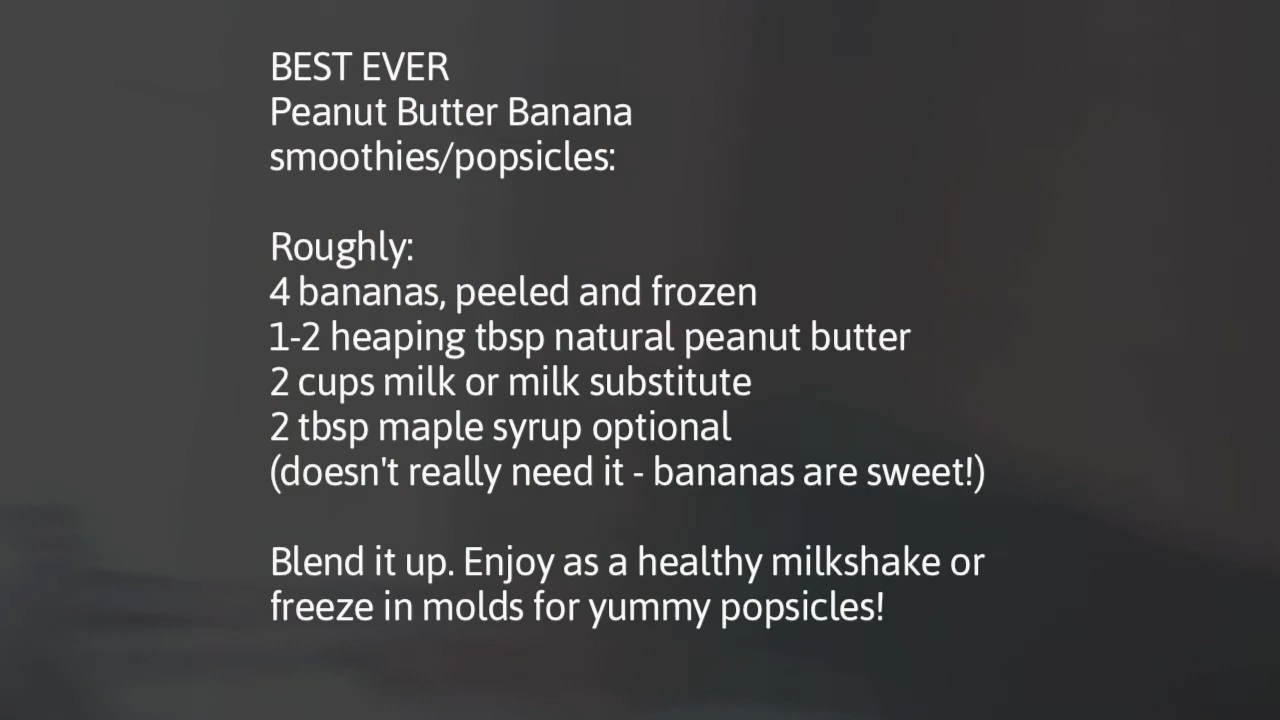 BEST EVER
Peanut Butter Banana
smoothies/popsicles:
Roughly:
4 bananas, peeled and frozen
1-2 heaping tbsp natural peanut butter
2 cups milk or milk substitute
2 tbsp maple syrup optional
(doesn't really need it - bananas are sweet!)
Blend it up. Enjoy as a healthy milkshake or
freeze in molds for yummy popsicles!